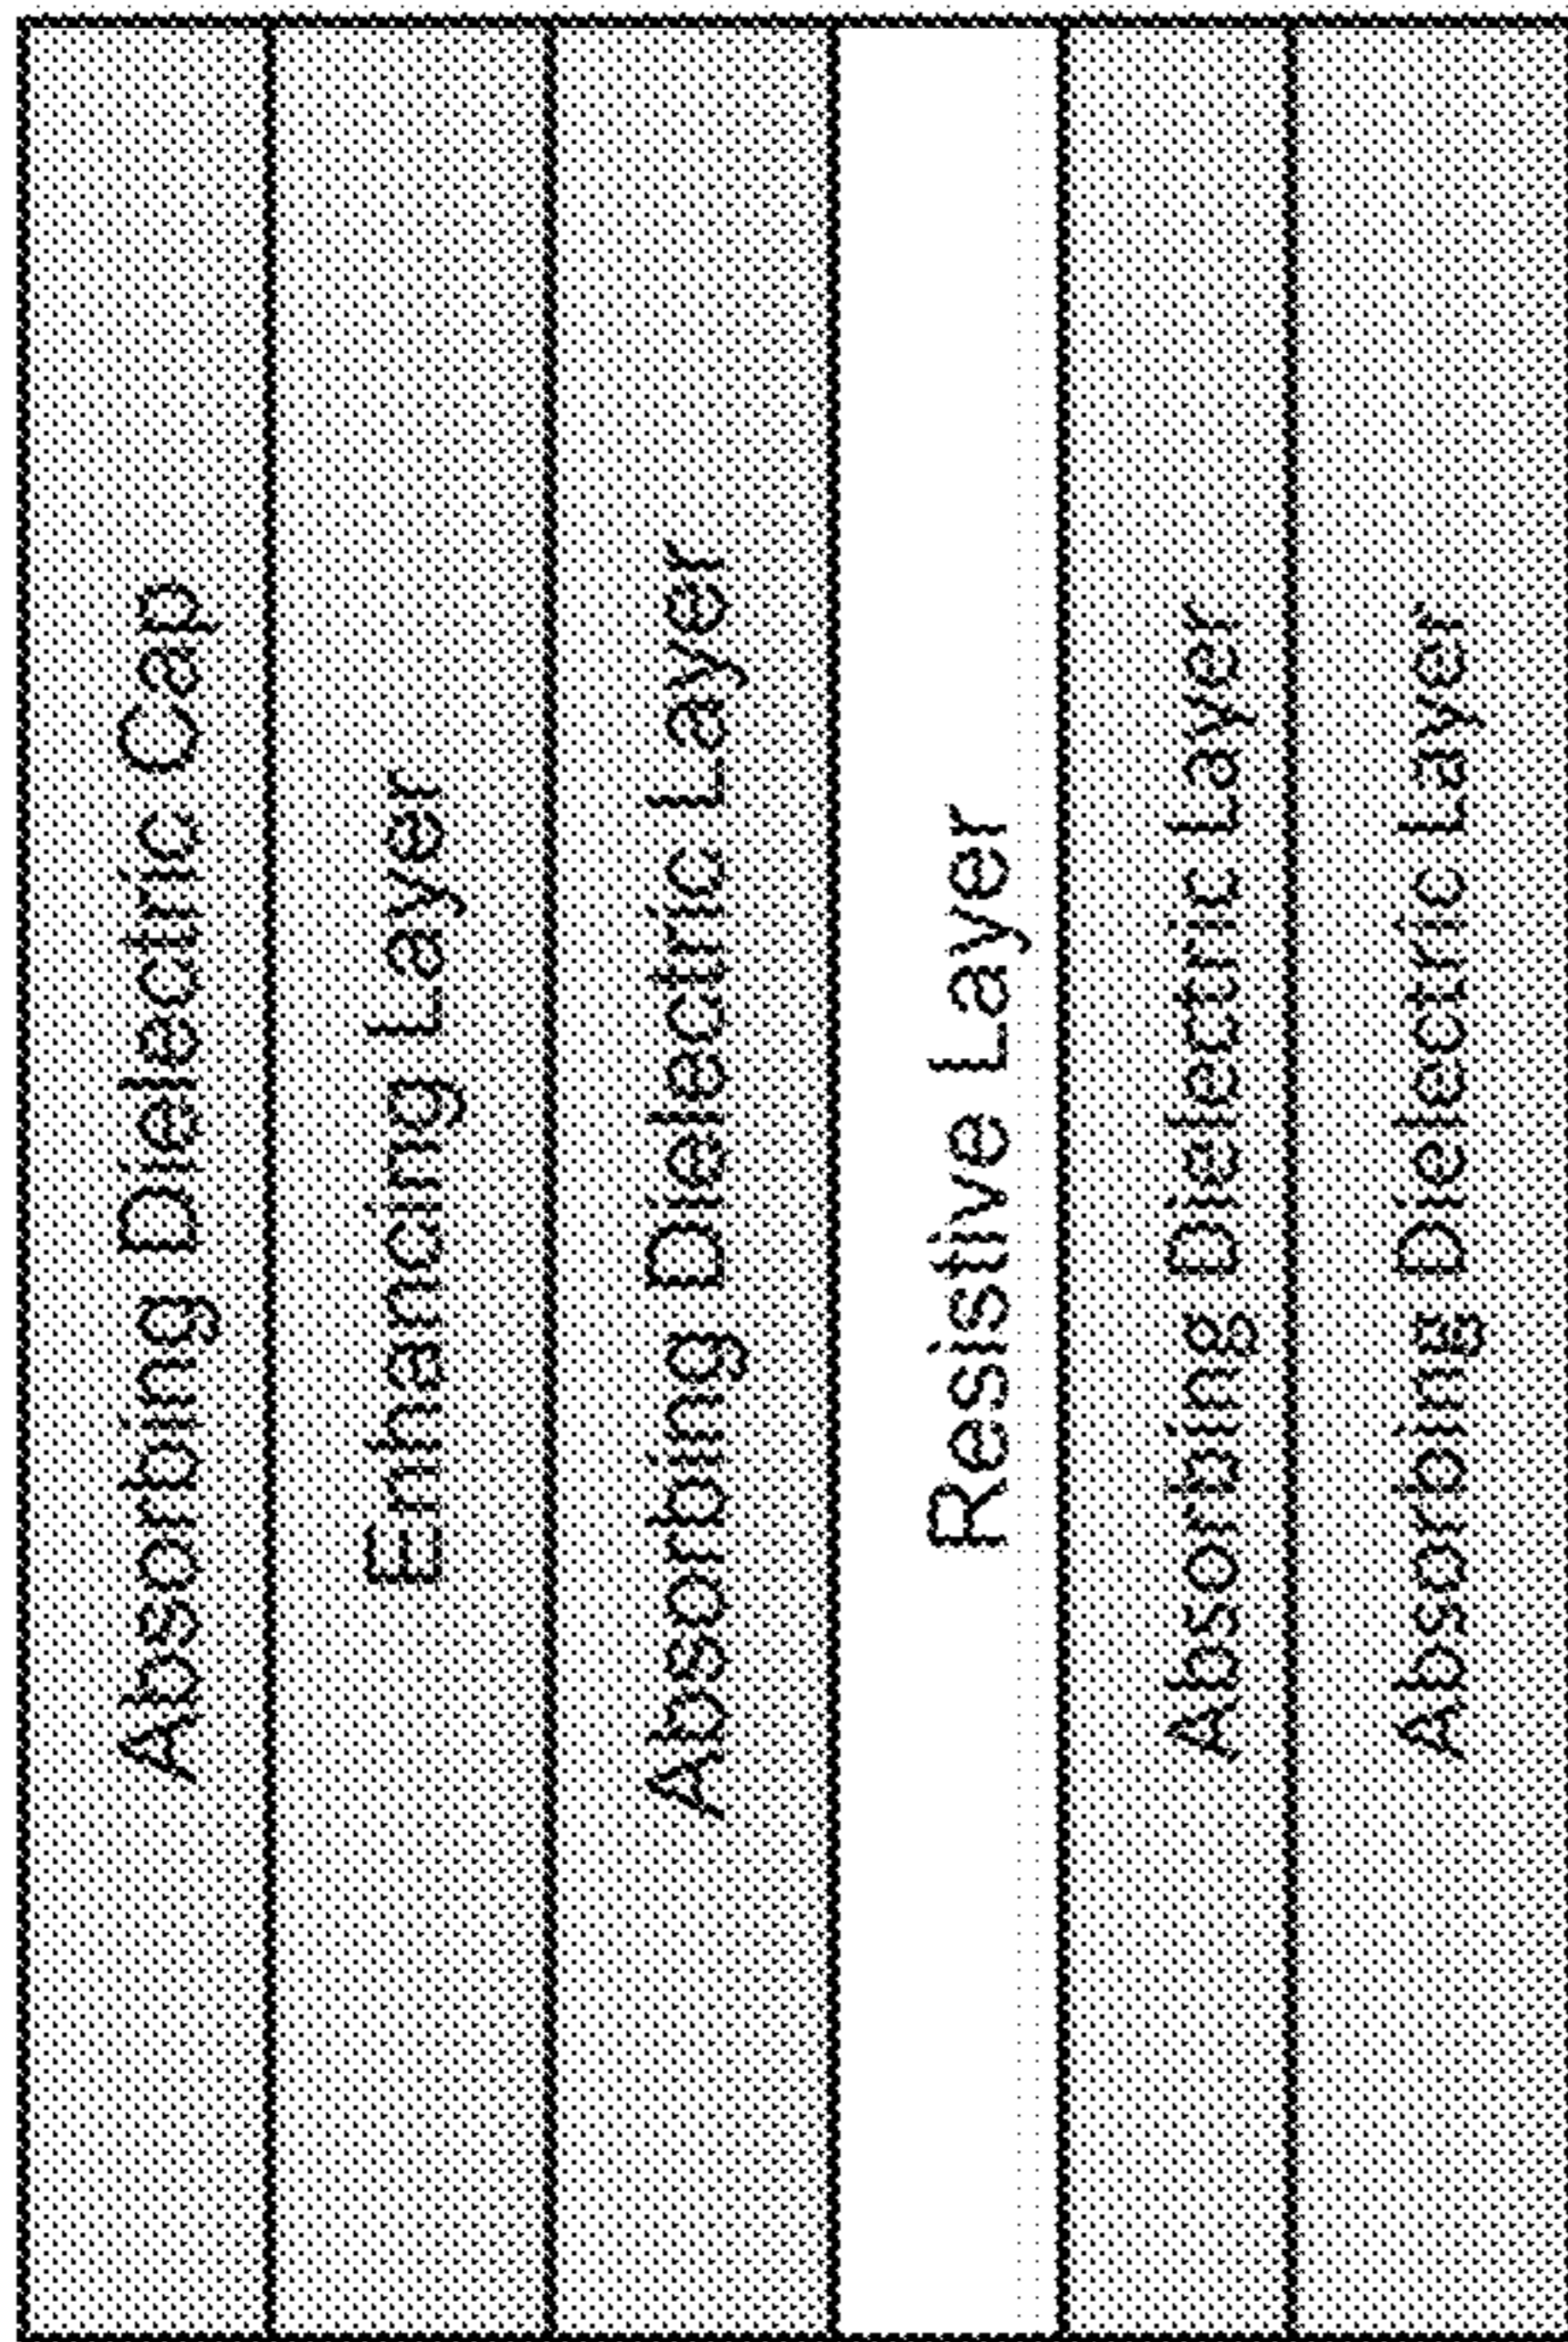 Absorbing Dielectric Cap
Enhancing Layer
Absorbing Dielectric Layer
Resistive Layer
Absorbing Dielectric Layer
Absorbing Dielectric Layer